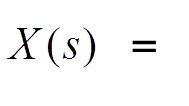 X(s) =